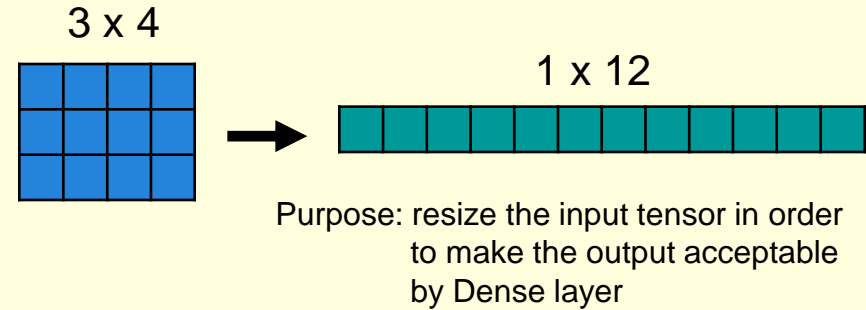 3 x 4
1 x 12
Purpose: resize the input tensor in order
to make the output acceptable
by Dense layer